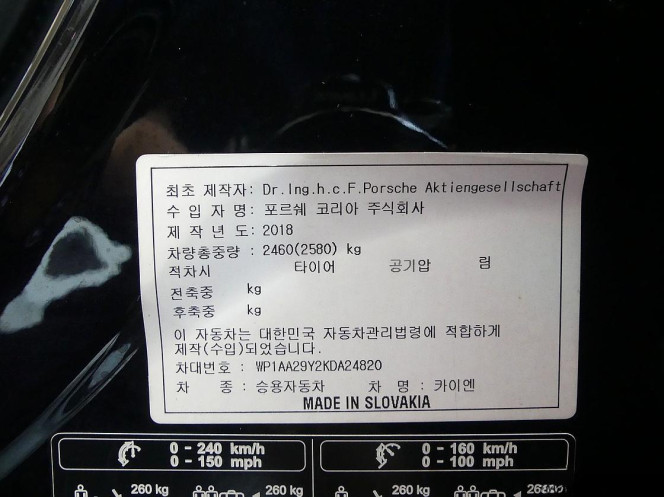 최초 제작자: Dr.Ing.h.c.F.Porsche Aktiengesellschaft
수 입 자 명: 포르쉐 코리아 주식회사
제 작 년 도: 2018
차량총중량 : 2460(2580) kg
적차시 타이어 공기압 림
전축중 kg
후축중 kg
이 자동차는 대한민국 자동차관리법령에 적합하게
제작(수입)되었습니다.
차대번호 : WP1AA29Y2KDA24820
차 종 : 승용자동차 차 명 : 카이엔
MADE IN SLOVAKIA
0 - 240 km/h 0 - 160 km/h
0 - 150 mph 0 - 100 mph
260 kg 260 kg 260 kg